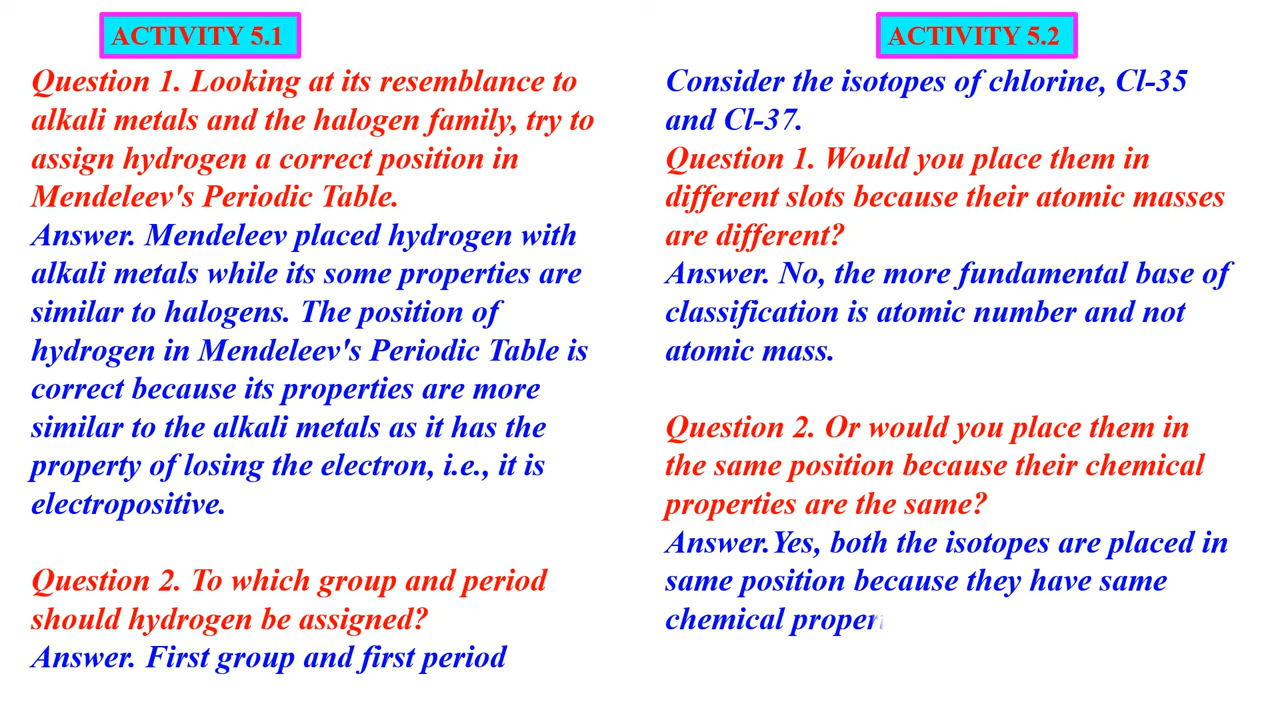 ACTIVITY 5.1
Question 1. Looking at its resemblance to
alkali metals and the halogen family, try to
assign hydrogen a correct position in
Mendeleev's Periodic Table.
Answer. Mendeleev placed hydrogen with
alkali metals while its some properties are
similar to halogens. The position of
hydrogen in Mendeleev's Periodic Table is
correct because its properties are more
similar to the alkali metals as it has the
property of losing the electron, i.e., it is
electropositive.
Question 2. To which group and period
should hydrogen be assigned?
Answer. First group and first period
ACTIVITY 5.2
Consider the isotopes of chlorine, Cl-35
and Cl-37.
Question 1. Would you place them in
different slots because their atomic masses
are different?
Answer. No, the more fundamental base of
classification is atomic number and not
atomic mass.
Question 2. Or would you place them in
the same position because their chemical
properties are the same?
Answer.Yes, both the isotopes are placed in
same position because they have same
chemical proper